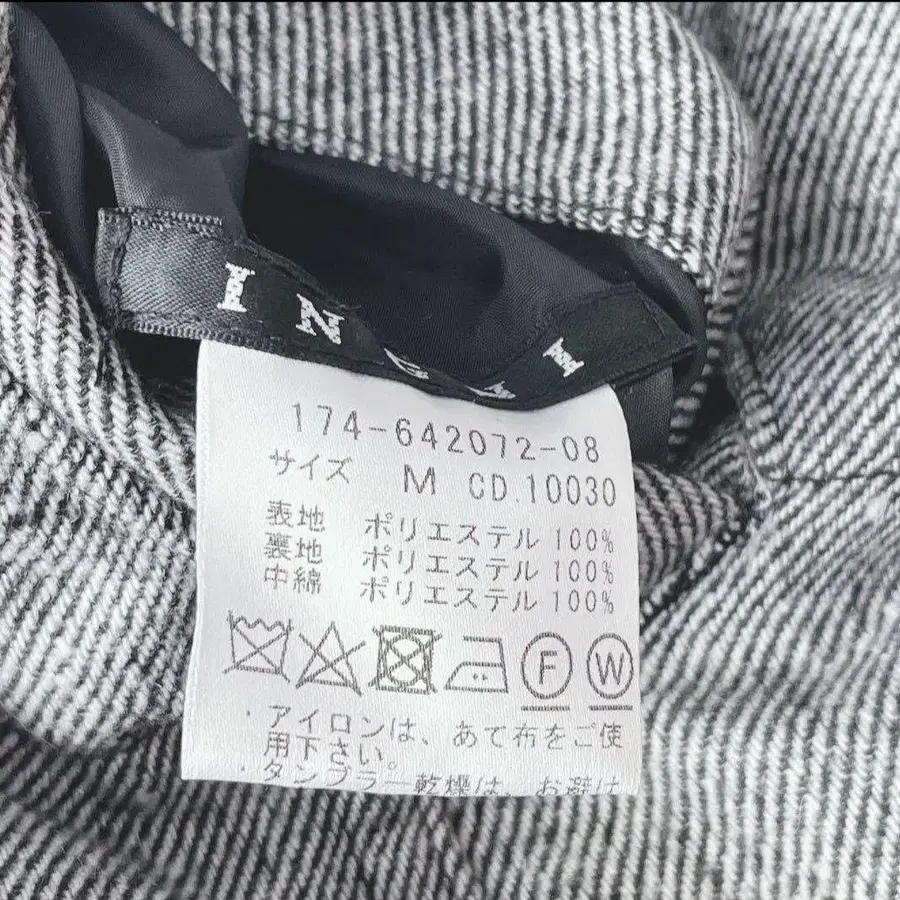 174-642072-08
サイズ M CD.10030
表地 ポリエステル 100%
裏地 ポリエステル 100%
中綿 ポリエステル 100%
F W
・アイロンは、あて布をご使
用下さい。
・タンブラー乾燥は、お避け